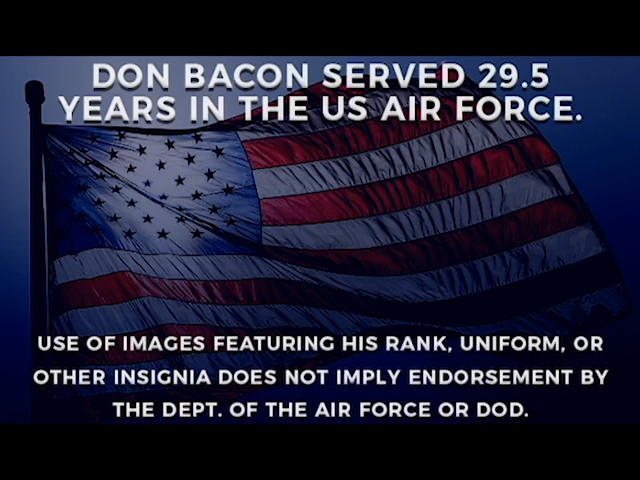 DON BACON SERVED 29.5
YEARS IN THE US AIR FORCE.
USE OF IMAGES FEATURING HIS RANK, UNIFORM, OR
OTHER INSIGNIA DOES NOT IMPLY ENDORSEMENT BY
THE DEPT. OF THE AIR FORCE OR DOD.